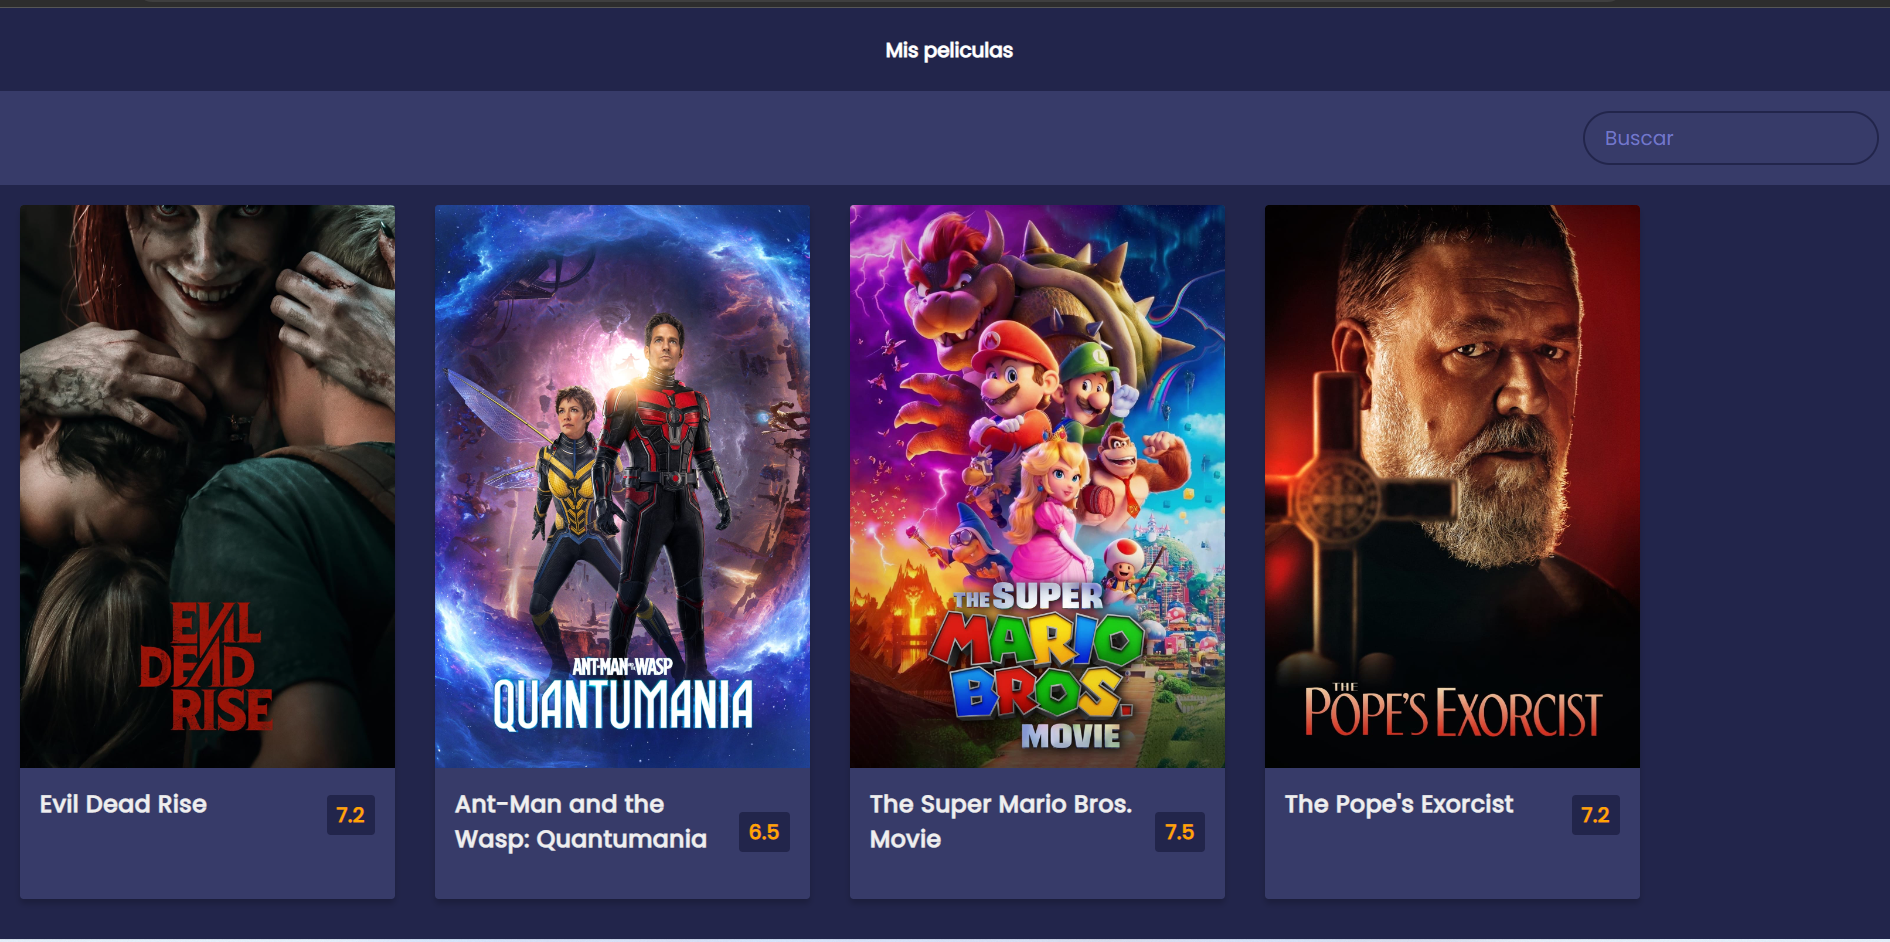 Mis peliculas
Buscar
EVIL
DEAD
RISE
ANT-MAN AND THE WASP
QUANTUMANIA
THE SUPER
MARIO
BROS.
MOVIE
THE
POPE'S EXORCIST
Evil Dead Rise
7.2
Ant-Man and the
Wasp: Quantumania
6.5
The Super Mario Bros.
Movie
7.5
The Pope's Exorcist
7.2